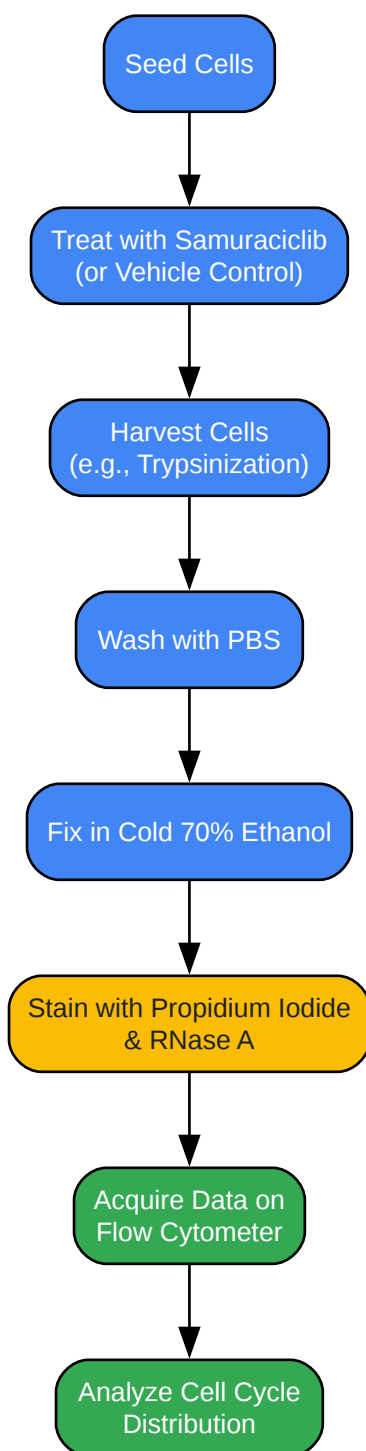 Seed Cells
Treat with Samuraciclib
(or Vehicle Control)
Harvest Cells
(e.g., Trypsinization)
Wash with PBS
Fix in Cold 70% Ethanol
Stain with Propidium Iodide
& RNase A
Acquire Data on
Flow Cytometer
Analyze Cell Cycle
Distribution